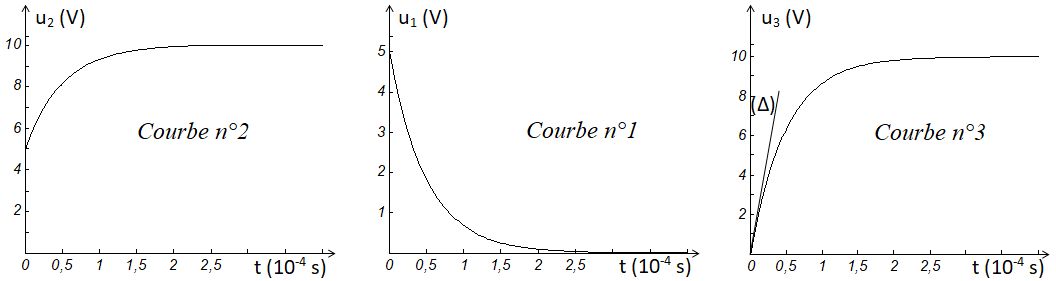 u₂ (V)
10
8
6
4
2
0 0,5 1 1,5 2 2,5 t (10⁻⁴ s)
Courbe n°2
u₁ (V)
5
4
3
2
1
0 0,5 1 1,5 2 2,5 t (10⁻⁴ s)
Courbe n°1
u₃ (V)
10
8
6
4
2
0 0,5 1 1,5 2 2,5 t (10⁻⁴ s)
(Δ)
Courbe n°3